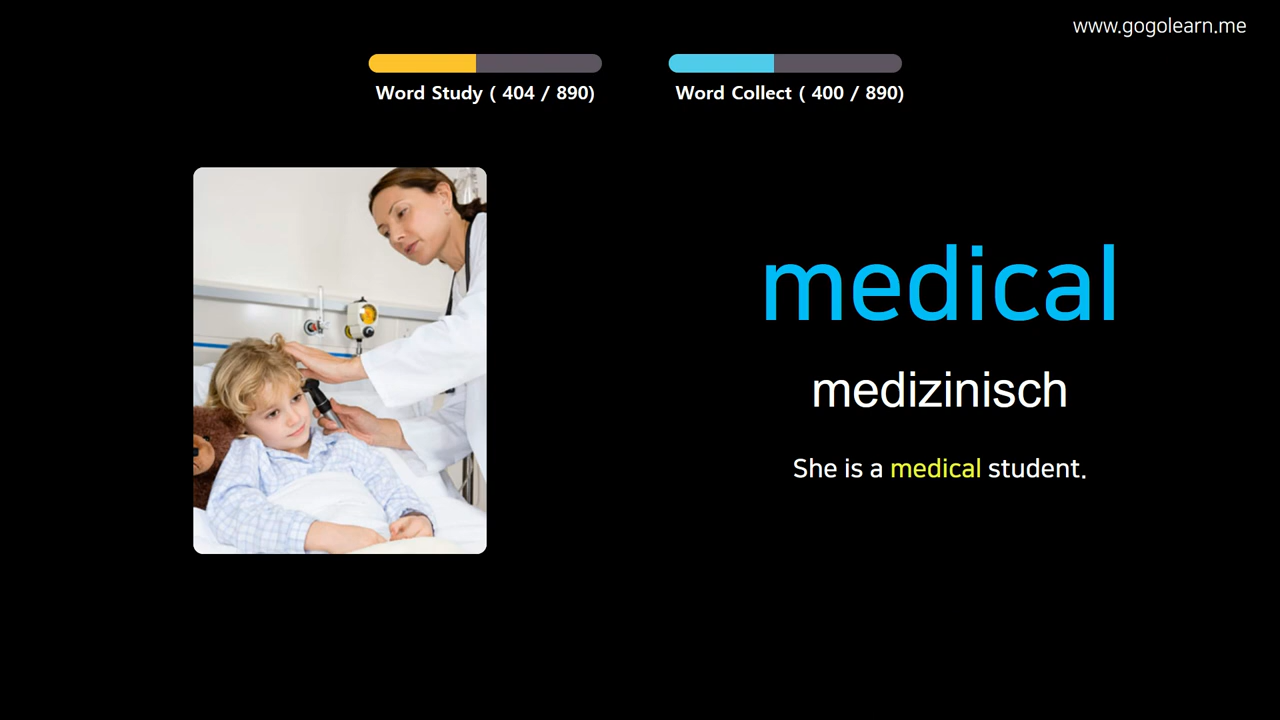 www.gogolearn.me
Word Study ( 404 / 890)
Word Collect ( 400 / 890)
medical
medizinisch
She is a medical student.